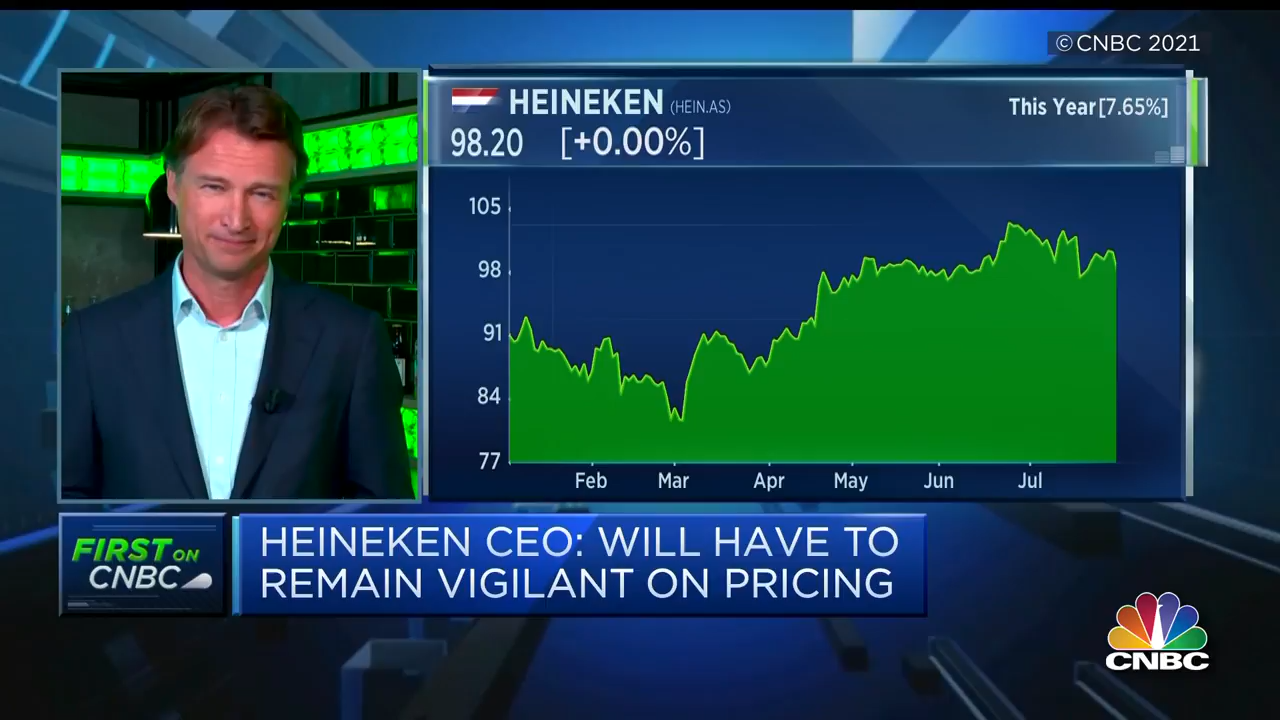 © CNBC 2021
HEINEKEN (HEIN.AS)
This Year[7.65%]
98.20 [+0.00%]
105
98
91
84
77
Feb Mar Apr May Jun Jul
FIRST ON
CNBC
HEINEKEN CEO: WILL HAVE TO
REMAIN VIGILANT ON PRICING
CNBC